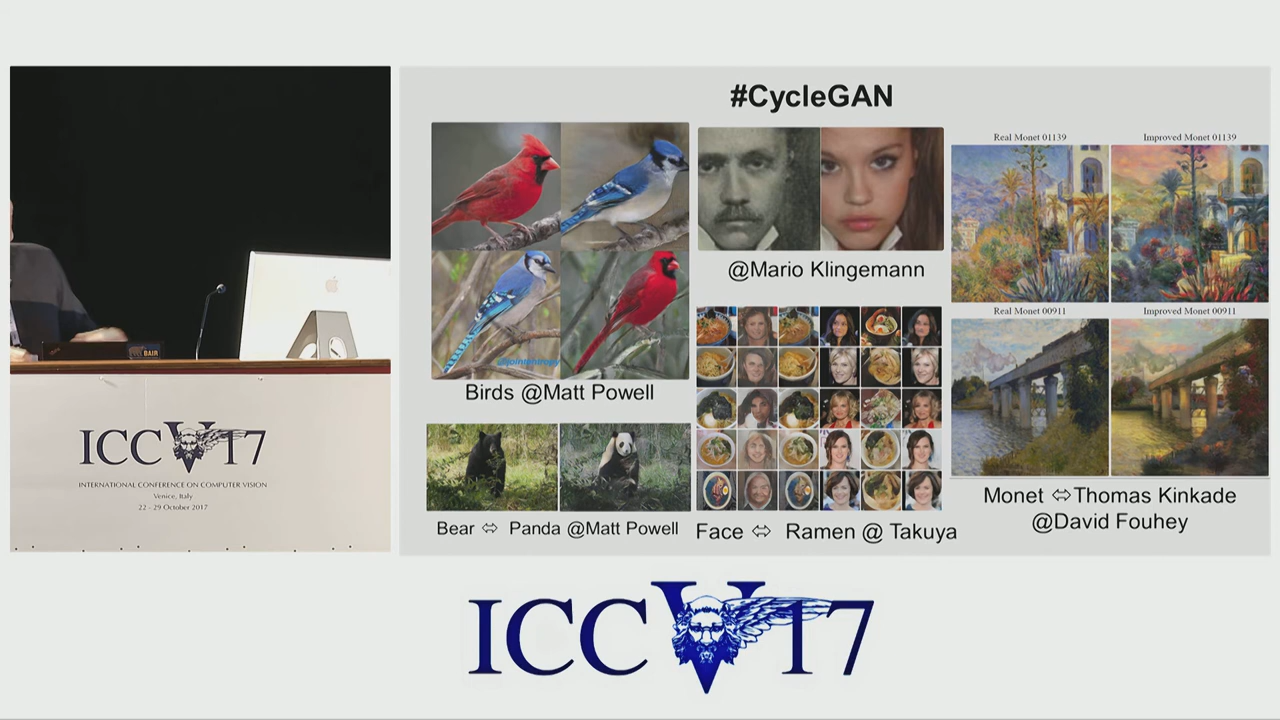 #CycleGAN
Real Monet 01139
Improved Monet 01139
@Mario Klingemann
Real Monet 00911
Improved Monet 00911
Birds @Matt Powell
Bear ⇔ Panda @Matt Powell
Face ⇔ Ramen @ Takuya
Monet ⇔Thomas Kinkade
@David Fouhey
BAIR
ICCV17
INTERNATIONAL CONFERENCE ON COMPUTER VISION
Venice, Italy
22 - 29 October 2017
ICCV17